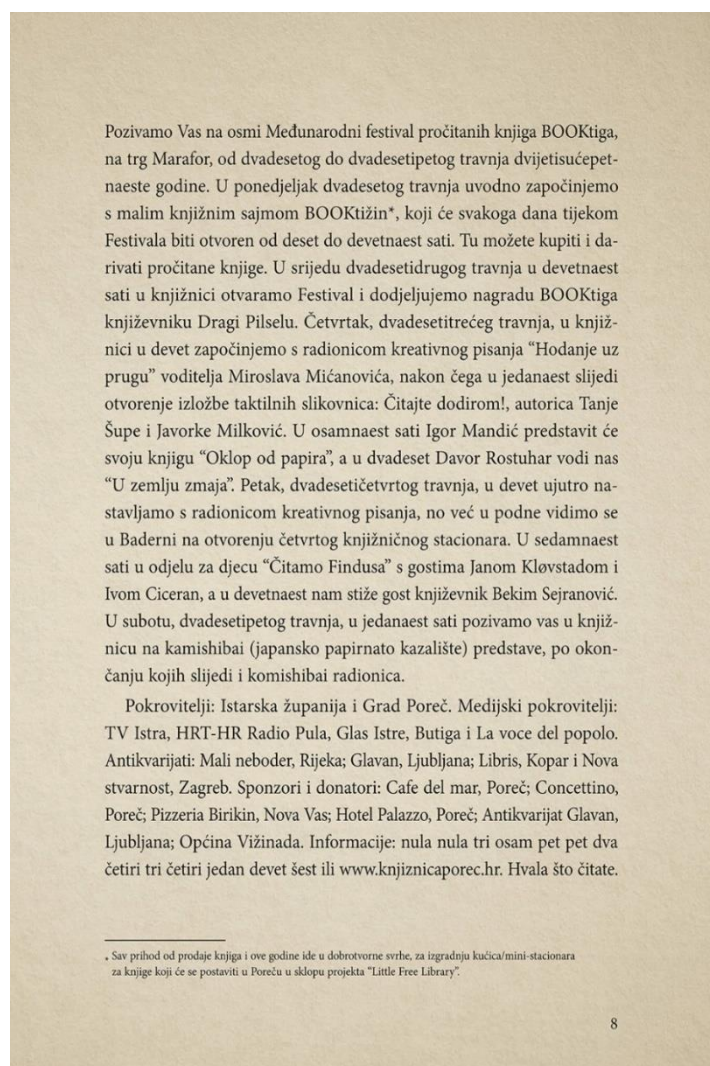 Pozivamo Vas na osmi Međunarodni festival pročitanih knjiga BOOKtiga,
na trg Marafor, od dvadesetog do dvadesetipetog travnja dvijetisućepet-
naeste godine. U ponedjeljak dvadesetog travnja uvodno započinjemo
s malim knjižnim sajmom BOOKtižin*, koji će svakoga dana tijekom
Festivala biti otvoren od deset do devetnaest sati. Tu možete kupiti i da-
rivati pročitane knjige. U srijedu dvadesetidrugog travnja u devetnaest
sati u knjižnici otvaramo Festival i dodjeljujemo nagradu BOOKtiga
književniku Dragi Pilselu. Četvrtak, dvadesetitrećeg travnja, u knjiž-
nici u devet započinjemo s radionicom kreativnog pisanja “Hodanje uz
prugu” voditelja Miroslava Mićanovića, nakon čega u jedanaest slijedi
otvorenje izložbe taktilnih slikovnica: Čitajte dodirom!, autorica Tanje
Šupe i Javorke Milković. U osamnaest sati Igor Mandić predstavit će
svoju knjigu “Oklop od papira”, a u dvadeset Davor Rostuhar vodi nas
“U zemlju zmaja”. Petak, dvadesetičetvrtog travnja, u devet ujutro na-
stavljamo s radionicom kreativnog pisanja, no već u podne vidimo se
u Baderni na otvorenju četvrtog knjižničnog stacionara. U sedamnaest
sati u odjelu za djecu “Čitamo Findusa” s gostima Janom Kløvstadom i
Ivom Ciceran, a u devetnaest nam stiže gost književnik Bekim Sejranović.
U subotu, dvadesetipetog travnja, u jedanaest sati pozivamo vas u knjiž-
nicu na kamishibai (japansko papirnato kazalište) predstave, po okon-
čanju kojih slijedi i komishibai radionica.
Pokrovitelji: Istarska županija i Grad Poreč. Medijski pokrovitelji:
TV Istra, HRT-HR Radio Pula, Glas Istre, Butiga i La voce del popolo.
Antikvarijati: Mali neboder, Rijeka; Glavan, Ljubljana; Libris, Kopar i Nova
stvarnost, Zagreb. Sponzori i donatori: Cafe del mar, Poreč; Concettino,
Poreč; Pizzeria Birikin, Nova Vas; Hotel Palazzo, Poreč; Antikvarijat Glavan,
Ljubljana; Općina Vižinada. Informacije: nula nula tri osam pet pet dva
četiri tri četiri jedan devet šest ili www.knjiznicaporec.hr. Hvala što čitate.
* Sav prihod od prodaje knjiga i ove godine ide u dobrotvorne svrhe, za izgradnju kućica/mini-stacionara
za knjige koji će se postaviti u Poreču u sklopu projekta “Little Free Library”.
8